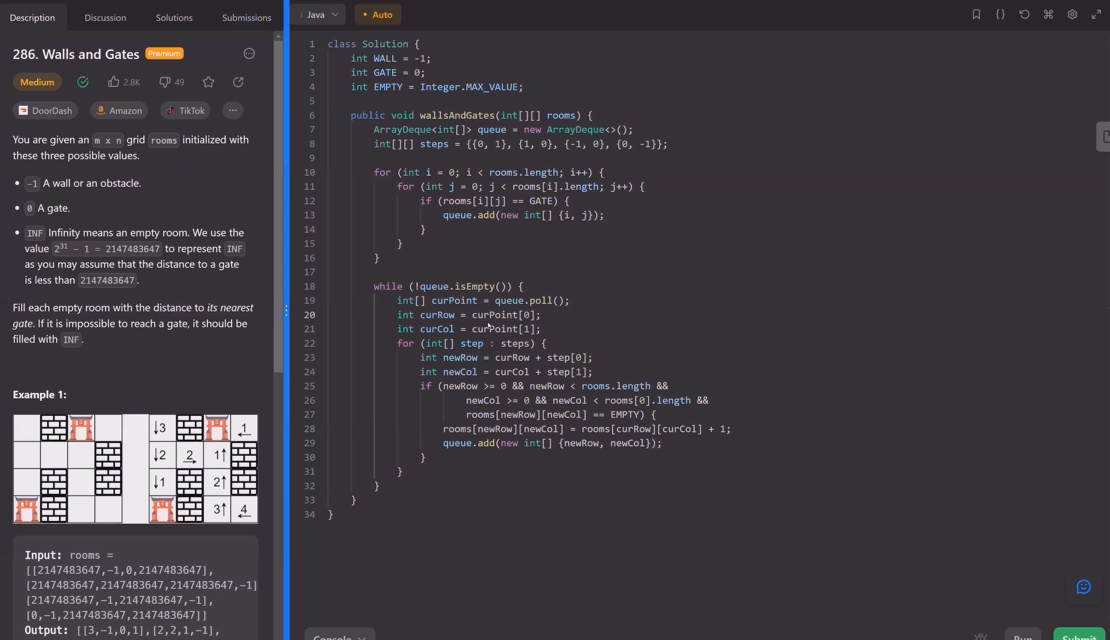 Description
Discussion
Solutions
Submissions
286. Walls and Gates
Premium
Medium
2.8K
49
DoorDash
Amazon
TikTok
You are given an m x n grid rooms initialized with
these three possible values.
• -1 A wall or an obstacle.
• 0 A gate.
• INF Infinity means an empty room. We use the
value 2³¹ - 1 = 2147483647 to represent INF
as you may assume that the distance to a gate
is less than 2147483647.
Fill each empty room with the distance to its nearest
gate. If it is impossible to reach a gate, it should be
filled with INF.
Example 1:
↓3 1←
↓2 2→ 1↑
↓1 2↑
3↑ 4←
Input: rooms =
[[2147483647,-1,0,2147483647],
[2147483647,2147483647,2147483647,-1]
[2147483647,-1,2147483647,-1],
[0,-1,2147483647,2147483647]]
Output: [[3,-1,0,1],[2,2,1,-1],
i Java
• Auto
{}
1 class Solution {
2 int WALL = -1;
3 int GATE = 0;
4 int EMPTY = Integer.MAX_VALUE;
5
6 public void wallsAndGates(int[][] rooms) {
7 ArrayDeque<int[]> queue = new ArrayDeque<>();
8 int[][] steps = {{0, 1}, {1, 0}, {-1, 0}, {0, -1}};
9
10 for (int i = 0; i < rooms.length; i++) {
11 for (int j = 0; j < rooms[i].length; j++) {
12 if (rooms[i][j] == GATE) {
13 queue.add(new int[] {i, j});
14 }
15 }
16 }
17
18 while (!queue.isEmpty()) {
19 int[] curPoint = queue.poll();
20 int curRow = curPoint[0];
21 int curCol = curPoint[1];
22 for (int[] step : steps) {
23 int newRow = curRow + step[0];
24 int newCol = curCol + step[1];
25 if (newRow >= 0 && newRow < rooms.length &&
26 newCol >= 0 && newCol < rooms[0].length &&
27 rooms[newRow][newCol] == EMPTY) {
28 rooms[newRow][newCol] = rooms[curRow][curCol] + 1;
29 queue.add(new int[] {newRow, newCol});
30 }
31 }
32 }
33 }
34 }
Console
Run
Submit